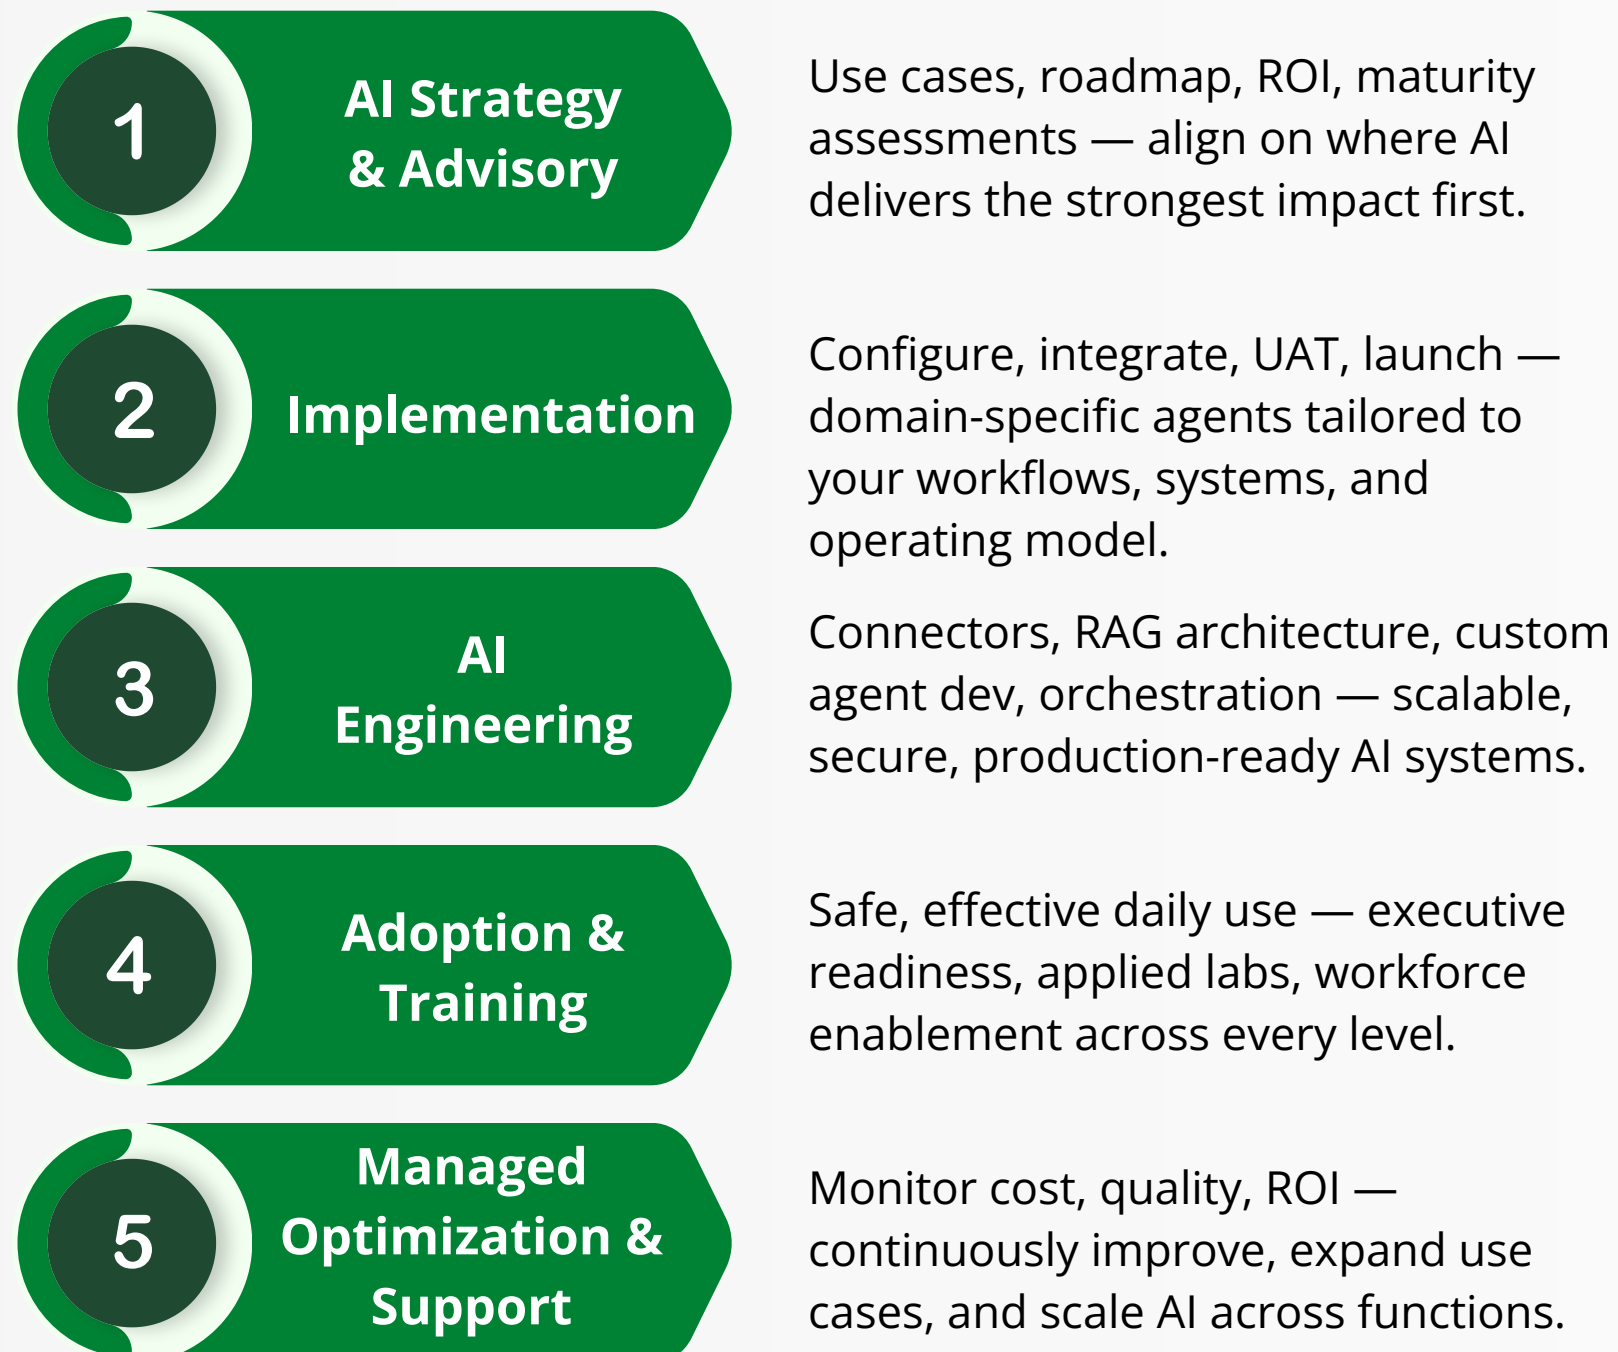 1
AI Strategy
& Advisory
Use cases, roadmap, ROI, maturity
assessments — align on where AI
delivers the strongest impact first.
2
Implementation
Configure, integrate, UAT, launch —
domain-specific agents tailored to
your workflows, systems, and
operating model.
3
AI
Engineering
Connectors, RAG architecture, custom
agent dev, orchestration — scalable,
secure, production-ready AI systems.
4
Adoption &
Training
Safe, effective daily use — executive
readiness, applied labs, workforce
enablement across every level.
5
Managed
Optimization &
Support
Monitor cost, quality, ROI —
continuously improve, expand use
cases, and scale AI across functions.